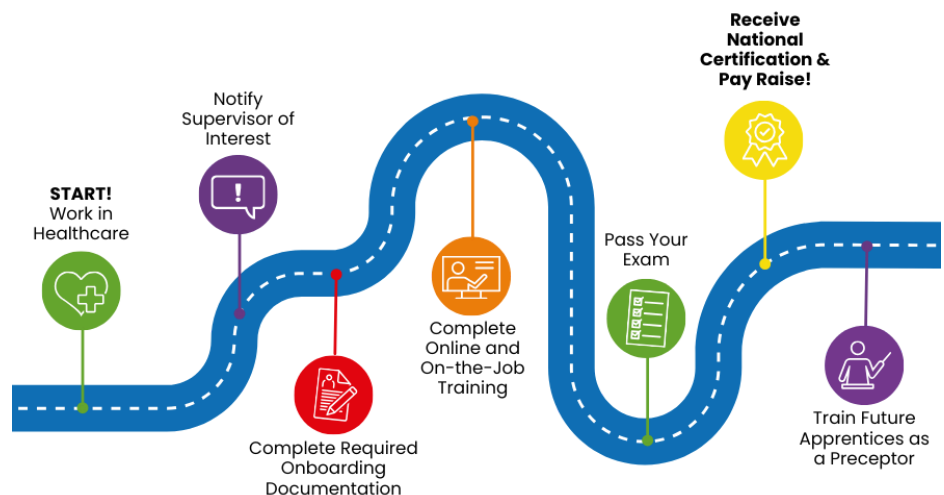 START!
Work in
Healthcare
Notify
Supervisor of
Interest
Complete Required
Onboarding
Documentation
Complete
Online and
On-the-Job
Training
Pass Your
Exam
Receive
National
Certification &
Pay Raise!
Train Future
Apprentices as
a Preceptor